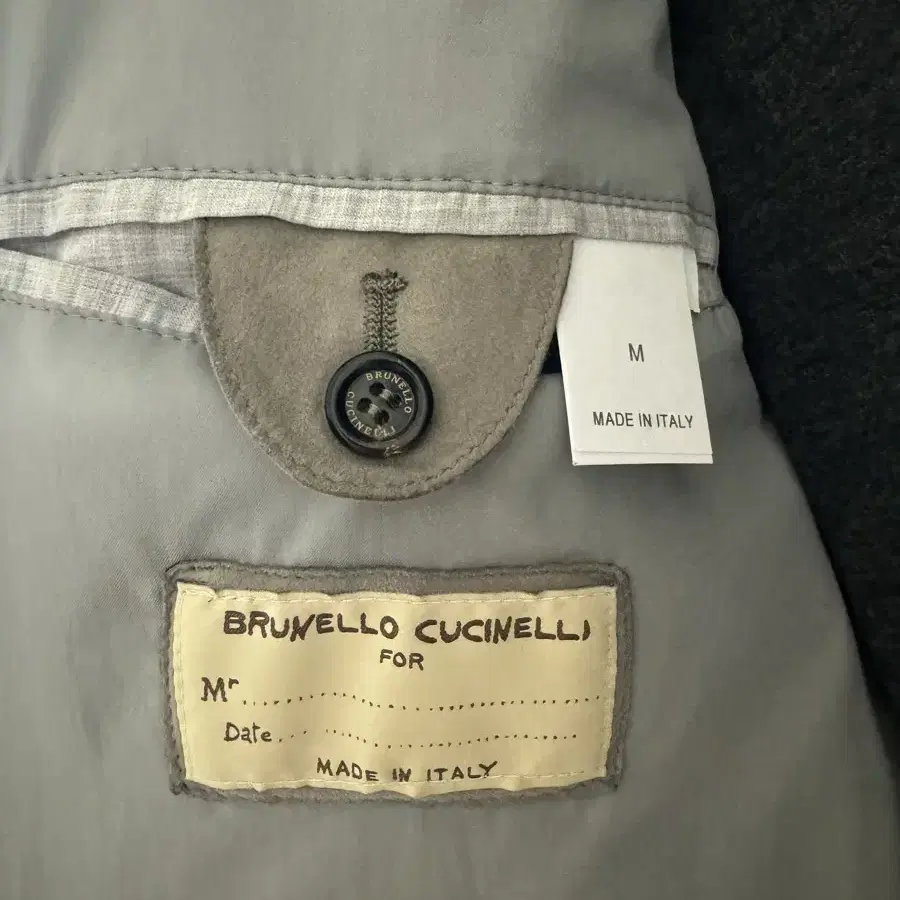 M
MADE IN ITALY
BRUNELLO
CUCINELLI
BRUNELLO CUCINELLI
FOR
Mr.......................................
Date.................................
MADE IN ITALY